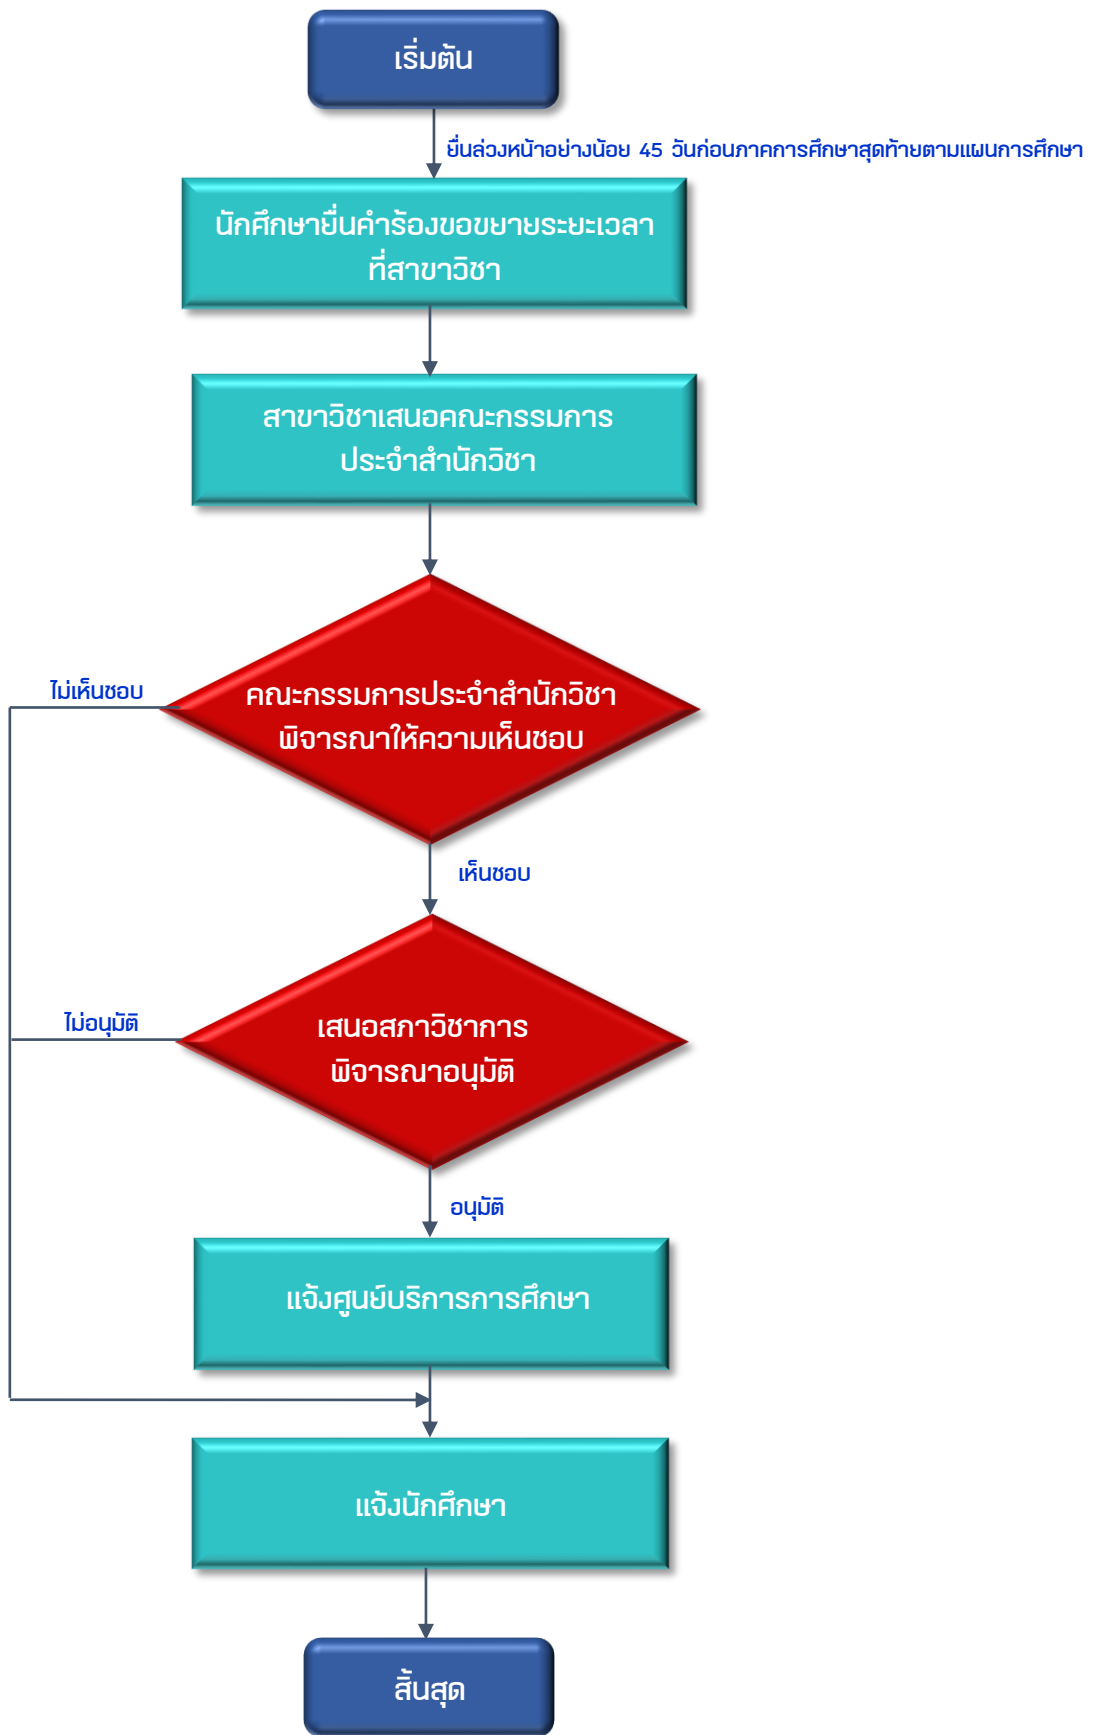 เริ่มต้น
ยื่นล่วงหน้าอย่างน้อย 45 วันก่อนภาคการศึกษาสุดท้ายตามแผนการศึกษา
นักศึกษายื่นคำร้องขอขยายระยะเวลา
ที่สาขาวิชา
สาขาวิชาเสนอคณะกรรมการ
ประจำสำนักวิชา
ไม่เห็นชอบ
คณะกรรมการประจำสำนักวิชา
พิจารณาให้ความเห็นชอบ
เห็นชอบ
ไม่อนุมัติ
เสนอสภาวิชาการ
พิจารณาอนุมัติ
อนุมัติ
แจ้งศูนย์บริการการศึกษา
แจ้งนักศึกษา
สิ้นสุด